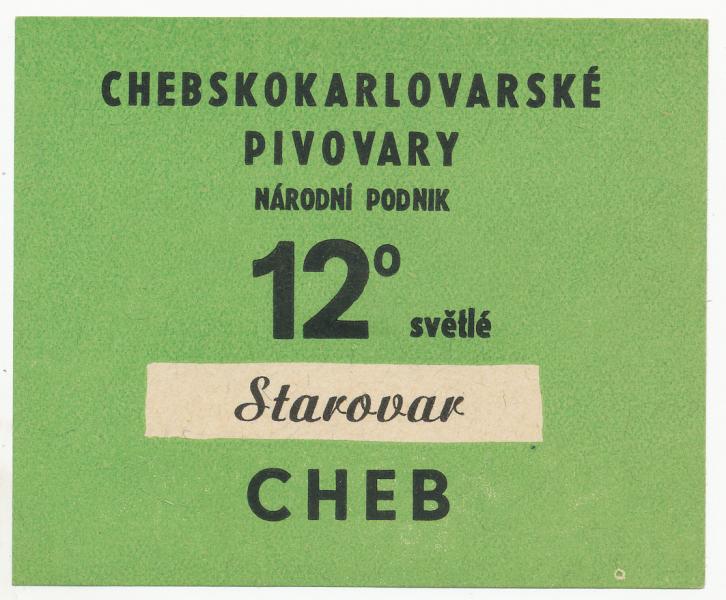 CHEBSKOKARLOVARSKÉ
PIVOVARY
NÁRODNÍ PODNIK
12° světlé
Starovar
CHEB